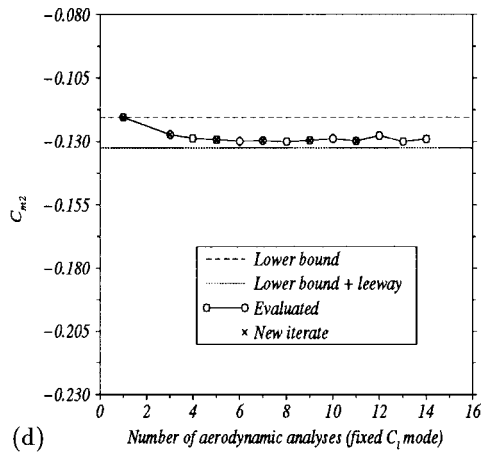 −0.080
−0.105
−0.130
−0.155
−0.180
−0.205
−0.230
C_{m2}
Lower bound
Lower bound + leeway
Evaluated
New iterate
0 2 4 6 8 10 12 14 16
(d) Number of aerodynamic analyses (fixed C_l mode)